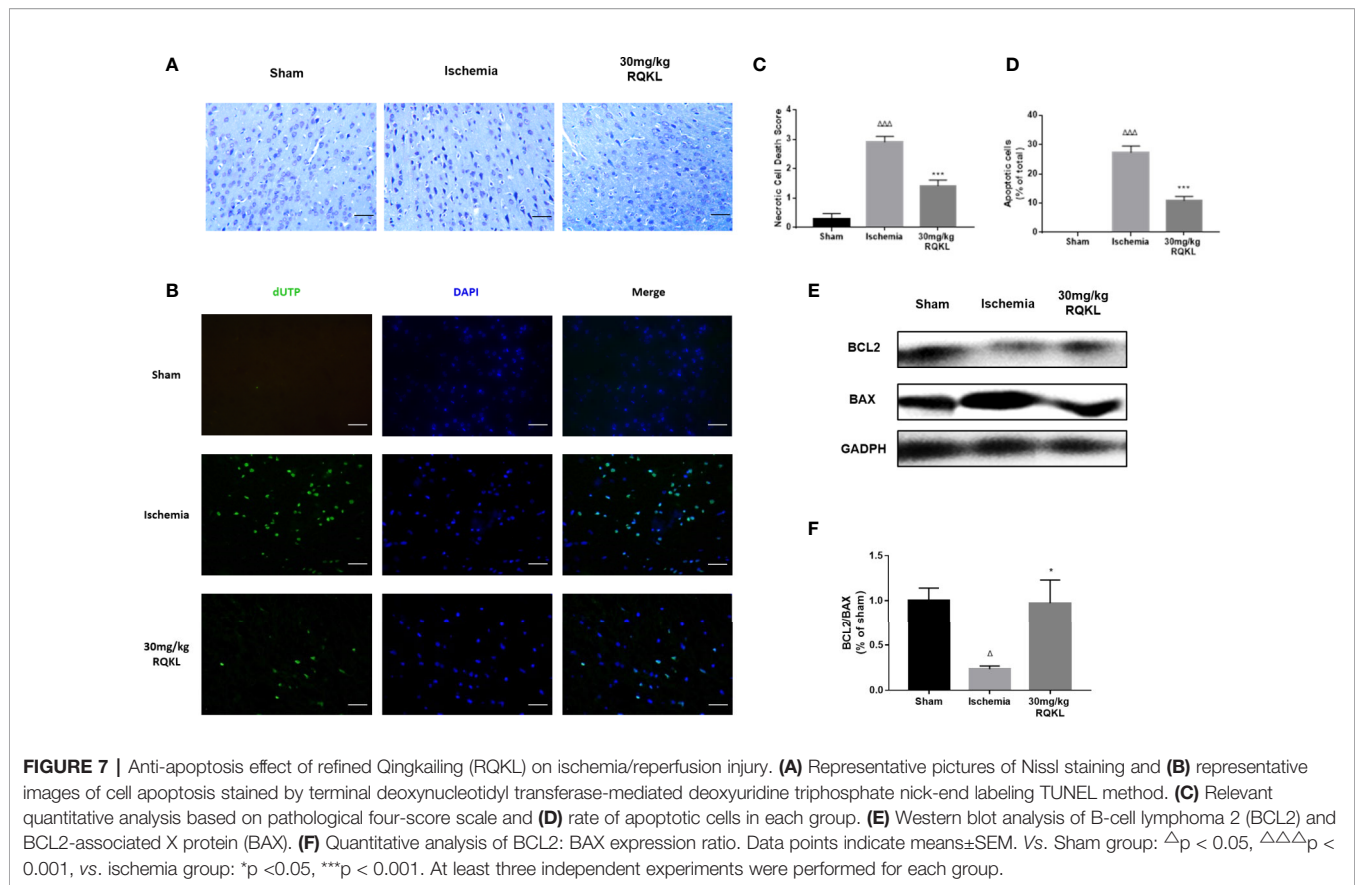 A
Sham
Ischemia
30mg/kg
RQKL
C
Necrotic Cell Death Score
4
3
2
1
0
ΔΔΔ
***
Sham
Ischemia
30mg/kg
RQKL
D
Apoptotic cells
(% of total)
40
30
20
10
0
ΔΔΔ
***
Sham
Ischemia
30mg/kg
RQKL
B
dUTP
DAPI
Merge
Sham
Ischemia
30mg/kg
RQKL
E
Sham
Ischemia
30mg/kg
RQKL
BCL2
BAX
GADPH
F
BCL2/BAX
(% of sham)
1.5
1.0
0.5
0.0
Δ
*
Sham
Ischemia
30mg/kg
RQKL
FIGURE 7 | Anti-apoptosis effect of refined Qingkailing (RQKL) on ischemia/reperfusion injury. (A) Representative pictures of Nissl staining and (B) representative
images of cell apoptosis stained by terminal deoxynucleotidyl transferase-mediated deoxyuridine triphosphate nick-end labeling TUNEL method. (C) Relevant
quantitative analysis based on pathological four-score scale and (D) rate of apoptotic cells in each group. (E) Western blot analysis of B-cell lymphoma 2 (BCL2) and
BCL2-associated X protein (BAX). (F) Quantitative analysis of BCL2: BAX expression ratio. Data points indicate means±SEM. Vs. Sham group: △p < 0.05, △△△p <
0.001, vs. ischemia group: *p <0.05, ***p < 0.001. At least three independent experiments were performed for each group.